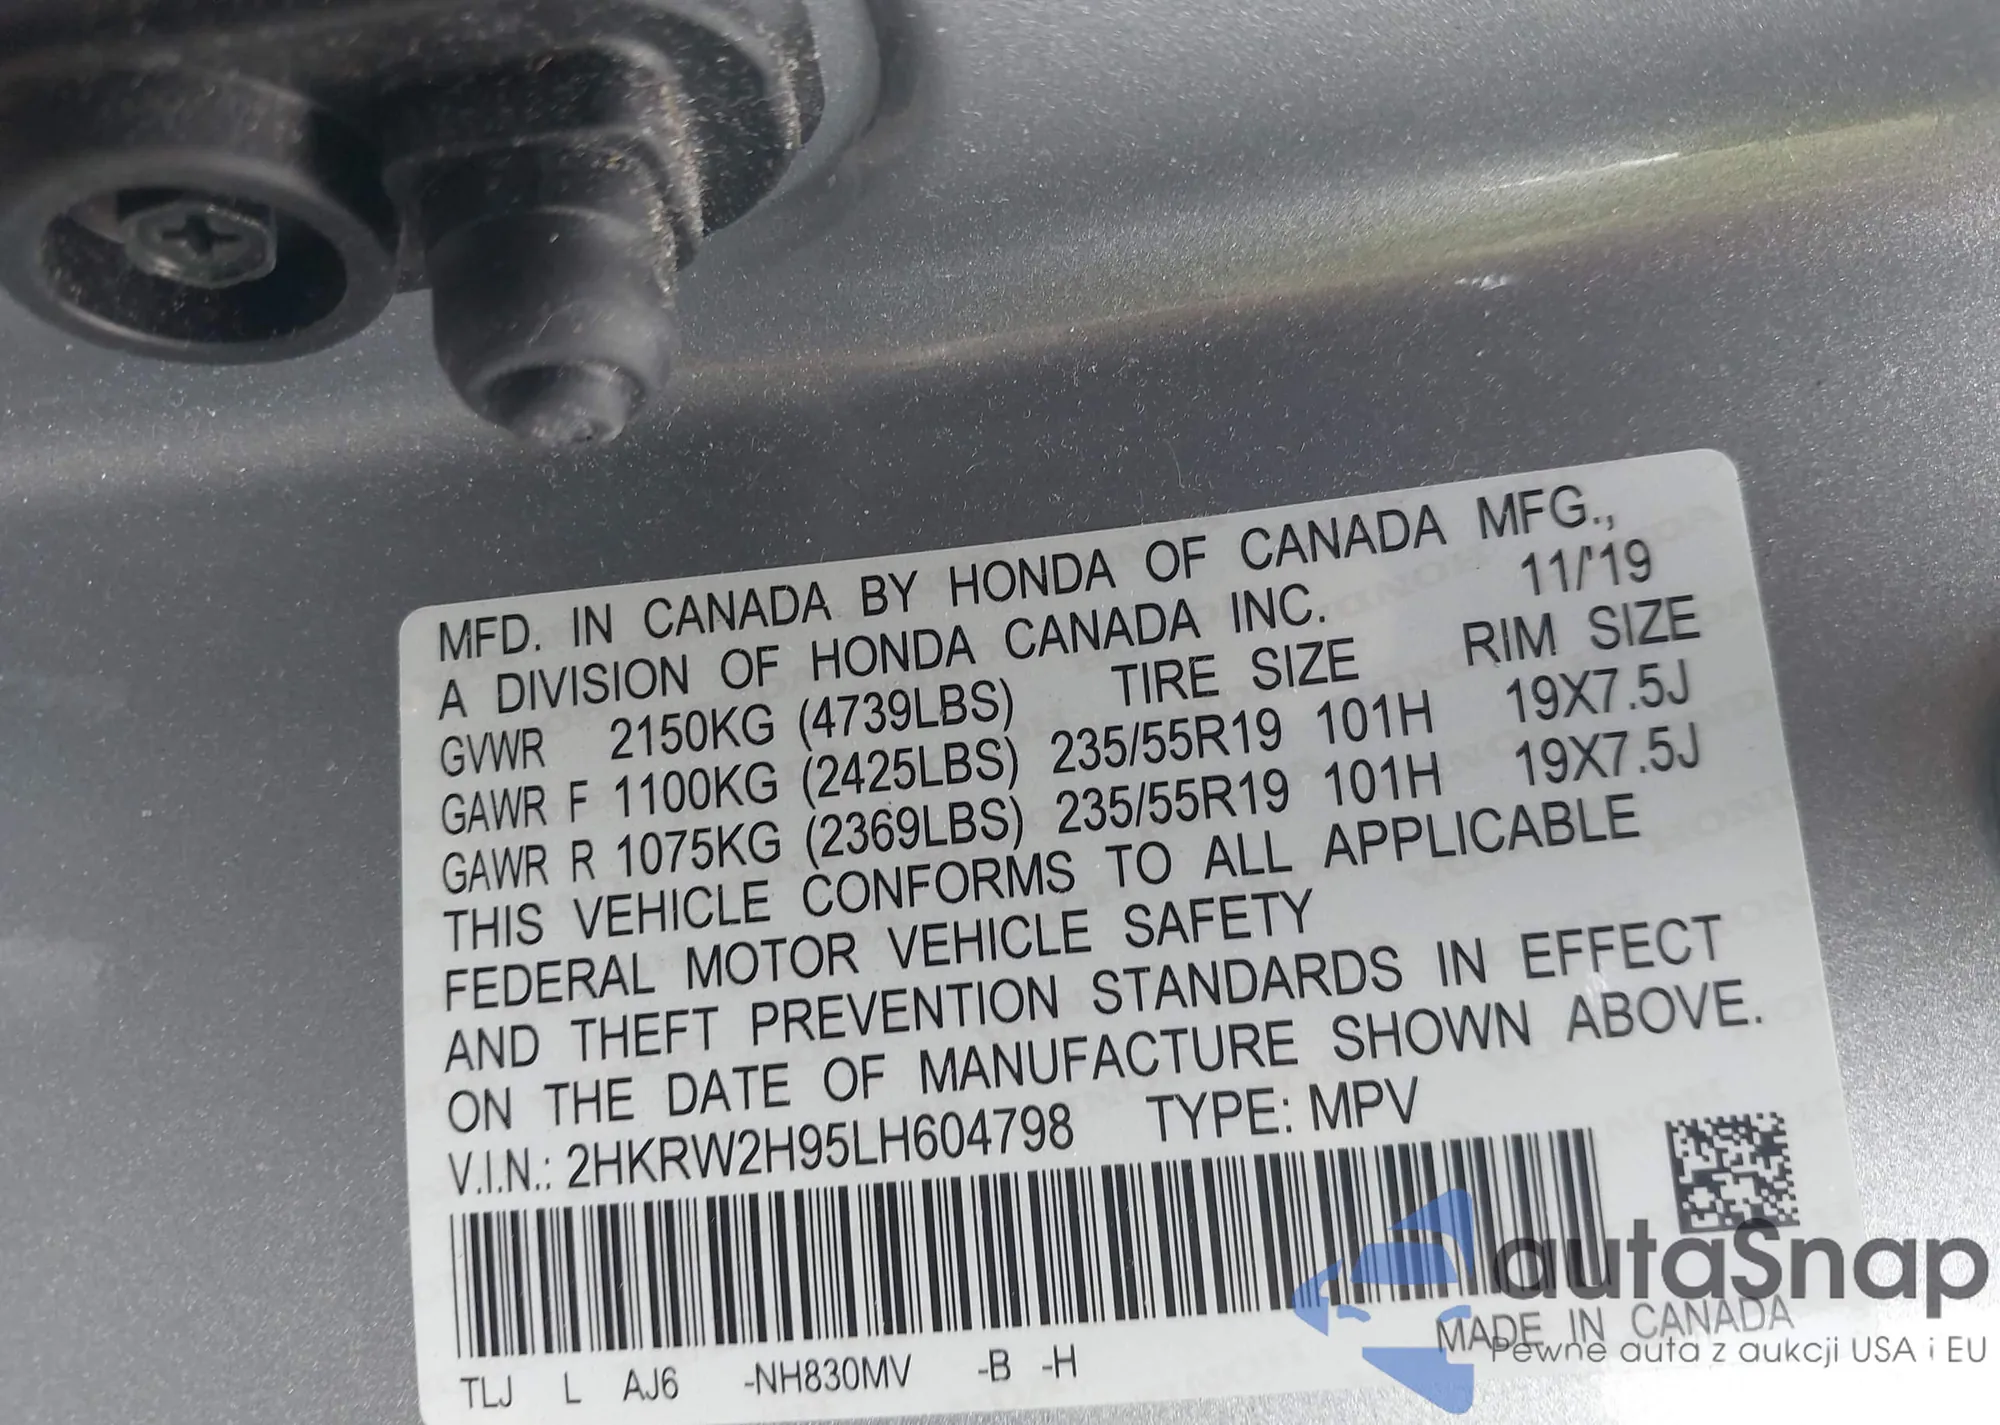 MFD. IN CANADA BY HONDA OF CANADA MFG.,
A DIVISION OF HONDA CANADA INC. 11/'19
GVWR 2150KG (4739LBS) TIRE SIZE RIM SIZE
GAWR F 1100KG (2425LBS) 235/55R19 101H 19X7.5J
GAWR R 1075KG (2369LBS) 235/55R19 101H 19X7.5J
THIS VEHICLE CONFORMS TO ALL APPLICABLE
FEDERAL MOTOR VEHICLE SAFETY
AND THEFT PREVENTION STANDARDS IN EFFECT
ON THE DATE OF MANUFACTURE SHOWN ABOVE.
V.I.N.: 2HKRW2H95LH604798 TYPE: MPV
autaSnap
MADE IN CANADA
Pewne auta z aukcji USA i EU
TLJ L AJ6 -NH830MV -B -H